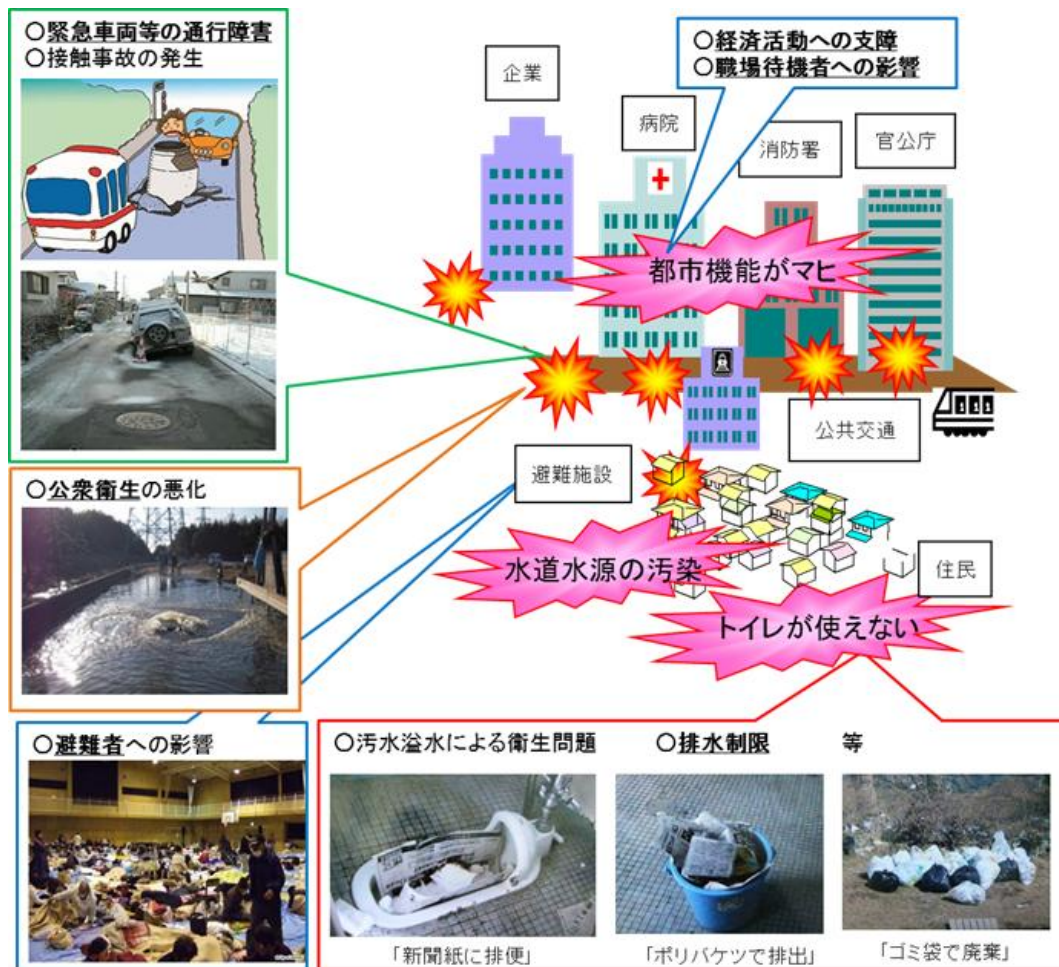 ○緊急車両等の通行障害
○接触事故の発生
○経済活動への支障
○職場待機者への影響
企業
病院
消防署
官公庁
都市機能がマヒ
公共交通
避難施設
○公衆衛生の悪化
水道水源の汚染
住民
トイレが使えない
○避難者への影響
○汚水溢水による衛生問題　○排水制限　等
「新聞紙に排便」
「ポリバケツで排出」
「ゴミ袋で廃棄」